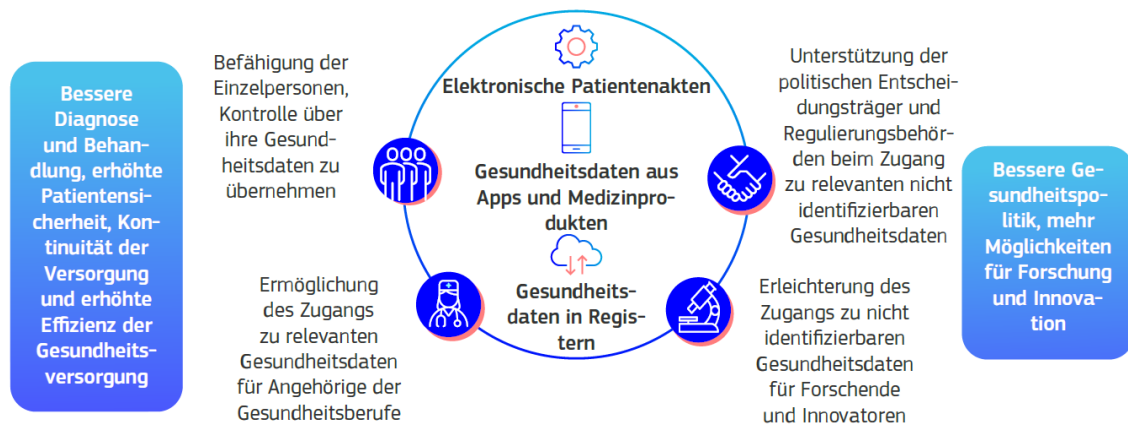 Bessere
Diagnose
und Behan-
dlung, erhöhte
Patientensi-
cherheit, Kon-
tinuität der
Versorgung
und erhöhte
Effizienz der
Gesundheits-
versorgung
Befähigung der
Einzelpersonen,
Kontrolle über
ihre Gesund-
heitsdaten zu
übernehmen
Ermöglichung
des Zugangs
zu relevanten
Gesundheitsdaten
für Angehörige der
Gesundheitsberufe
Elektronische Patientenakten
Gesundheitsdaten aus
Apps und Medizinpro-
dukten
Gesundheits-
daten in Regis-
tern
Unterstützung der
politischen Entschei-
dungsträger und
Regulierungsbehör-
den beim Zugang
zu relevanten nicht
identifizierbaren
Gesundheitsdaten
Erleichterung des
Zugangs zu nicht
identifizierbaren
Gesundheitsdaten
für Forschende
und Innovatoren
Bessere Ge-
sundheitspo-
litik, mehr
Möglichkeiten
für Forschung
und Innova-
tion